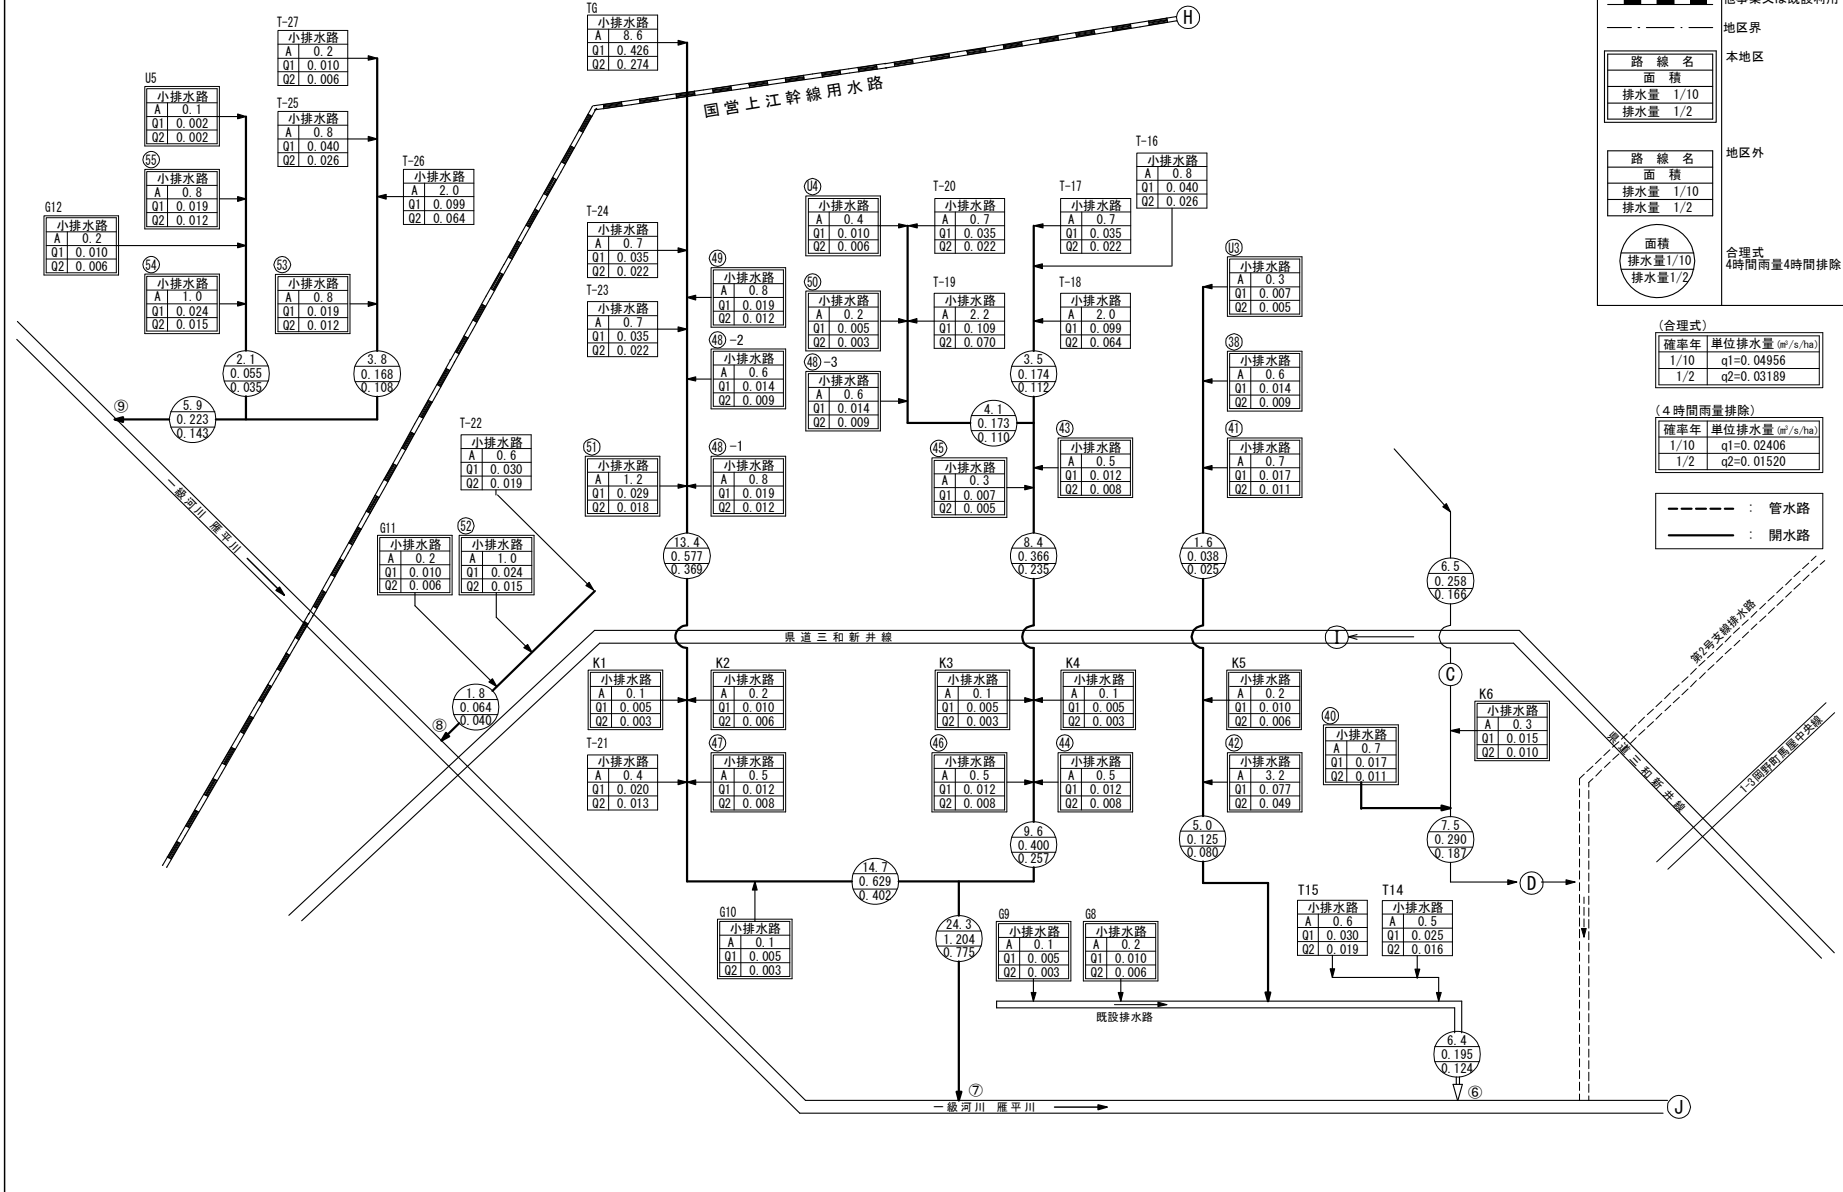 TG
小排水路
A 8.6
Q1 0.426
Q2 0.274
H
国営上江幹線用水路
T-27
小排水路
A 0.2
Q1 0.010
Q2 0.006
U5
小排水路
A 0.1
Q1 0.002
Q2 0.002
T-25
小排水路
A 0.8
Q1 0.040
Q2 0.026
55
小排水路
A 0.8
Q1 0.019
Q2 0.012
T-26
小排水路
A 2.0
Q1 0.099
Q2 0.064
G12
小排水路
A 0.2
Q1 0.010
Q2 0.006
54
小排水路
A 1.0
Q1 0.024
Q2 0.015
53
小排水路
A 0.8
Q1 0.019
Q2 0.012
2.1
0.055
0.035
3.8
0.168
0.108
⑨
5.9
0.223
0.143
T-24
小排水路
A 0.7
Q1 0.035
Q2 0.022
T-23
小排水路
A 0.7
Q1 0.035
Q2 0.022
49
小排水路
A 0.8
Q1 0.019
Q2 0.012
48-2
小排水路
A 0.6
Q1 0.014
Q2 0.009
51
小排水路
A 1.2
Q1 0.029
Q2 0.018
48-1
小排水路
A 0.8
Q1 0.019
Q2 0.012
T-22
小排水路
A 0.6
Q1 0.030
Q2 0.019
G11
小排水路
A 0.2
Q1 0.010
Q2 0.006
52
小排水路
A 1.0
Q1 0.024
Q2 0.015
1.8
0.064
0.040
⑧
一級河川 雁平川
13.4
0.577
0.369
U4
小排水路
A 0.4
Q1 0.010
Q2 0.006
T-20
小排水路
A 0.7
Q1 0.035
Q2 0.022
T-17
小排水路
A 0.7
Q1 0.035
Q2 0.022
T-16
小排水路
A 0.8
Q1 0.040
Q2 0.026
50
小排水路
A 0.2
Q1 0.005
Q2 0.003
T-19
小排水路
A 2.2
Q1 0.109
Q2 0.070
T-18
小排水路
A 2.0
Q1 0.099
Q2 0.064
48-3
小排水路
A 0.6
Q1 0.014
Q2 0.009
3.5
0.174
0.112
4.1
0.173
0.110
45
小排水路
A 0.3
Q1 0.007
Q2 0.005
43
小排水路
A 0.5
Q1 0.012
Q2 0.008
8.4
0.366
0.235
U3
小排水路
A 0.3
Q1 0.007
Q2 0.005
38
小排水路
A 0.6
Q1 0.014
Q2 0.009
41
小排水路
A 0.7
Q1 0.017
Q2 0.011
1.6
0.038
0.025
6.5
0.258
0.166
県道三和新井線
I
C
K1
小排水路
A 0.1
Q1 0.005
Q2 0.003
K2
小排水路
A 0.2
Q1 0.010
Q2 0.006
T-21
小排水路
A 0.4
Q1 0.020
Q2 0.013
47
小排水路
A 0.5
Q1 0.012
Q2 0.008
K3
小排水路
A 0.1
Q1 0.005
Q2 0.003
K4
小排水路
A 0.1
Q1 0.005
Q2 0.003
46
小排水路
A 0.5
Q1 0.012
Q2 0.008
44
小排水路
A 0.5
Q1 0.012
Q2 0.008
K5
小排水路
A 0.2
Q1 0.010
Q2 0.006
42
小排水路
A 3.2
Q1 0.077
Q2 0.049
40
小排水路
A 0.7
Q1 0.017
Q2 0.011
K6
小排水路
A 0.3
Q1 0.015
Q2 0.010
9.6
0.400
0.257
5.0
0.125
0.080
7.5
0.290
0.187
D
14.7
0.629
0.402
G10
小排水路
A 0.1
Q1 0.005
Q2 0.003
24.3
1.204
0.775
G9
小排水路
A 0.1
Q1 0.005
Q2 0.003
G8
小排水路
A 0.2
Q1 0.010
Q2 0.006
T15
小排水路
A 0.6
Q1 0.030
Q2 0.019
T14
小排水路
A 0.5
Q1 0.025
Q2 0.016
既設排水路
6.4
0.195
0.124
⑦
⑥
一級河川 雁平川
J
第2号支線排水路
県道三和新井線
1-3岡野町馬屋中央線
地区界
路線名
面積
排水量 1/10
排水量 1/2
本地区
路線名
面積
排水量 1/10
排水量 1/2
地区外
面積
排水量1/10
排水量1/2
合理式
4時間雨量4時間排除
(合理式)
確率年 単位排水量(㎥/s/ha)
1/10 q1=0.04956
1/2 q2=0.03189
(4時間雨量排除)
確率年 単位排水量(㎥/s/ha)
1/10 q1=0.02406
1/2 q2=0.01520
: 管水路
: 開水路